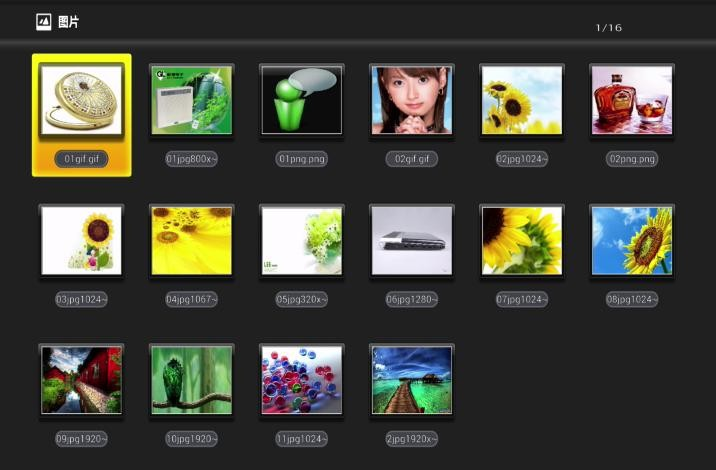 图片
1/16
01gif.gif
01jpg800x~
01png.png
02gif.gif
02jpg1024~
02png.png
03jpg1024~
04jpg1067~
05jpg320x~
06jpg1280~
07jpg1024~
08jpg1024~
09jpg1920~
10jpg1920~
11jpg1024~
2jpg1920x~